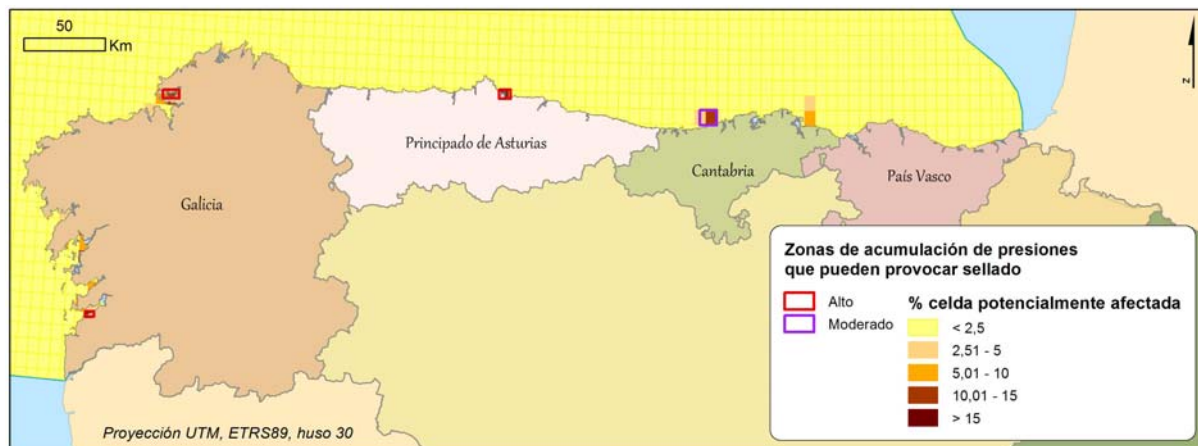 50
Km
z
Principado de Asturias
Cantabria
País Vasco
Galicia
Zonas de acumulación de presiones
que pueden provocar sellado
Alto
Moderado
% celda potencialmente afectada
< 2,5
2,51 - 5
5,01 - 10
10,01 - 15
> 15
Proyección UTM, ETRS89, huso 30